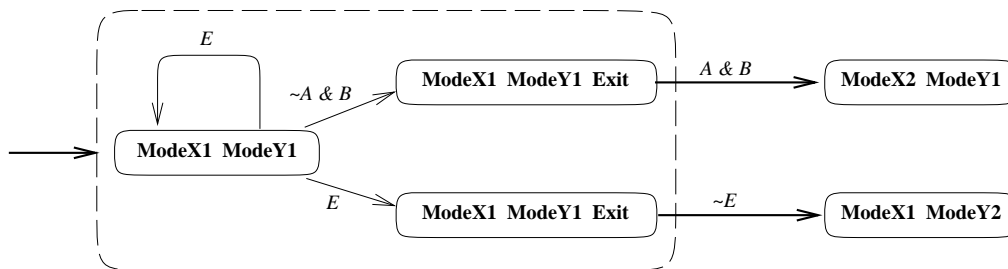 E
ModeX1 ModeY1 Exit
A & B
ModeX2 ModeY1
~A & B
ModeX1 ModeY1
E
ModeX1 ModeY1 Exit
~E
ModeX1 ModeY2